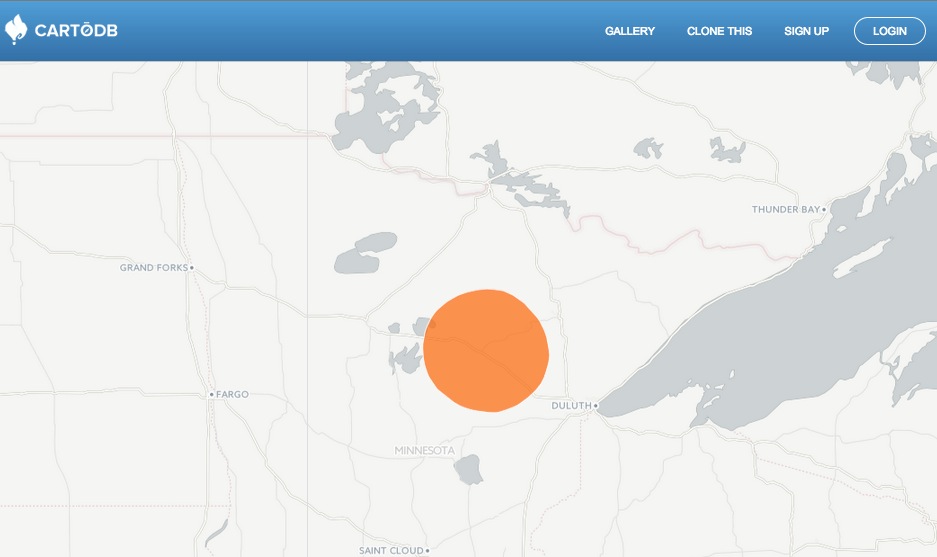 CARTODB
GALLERY
CLONE THIS
SIGN UP
LOGIN
THUNDER BAY
GRAND FORKS
FARGO
DULUTH
MINNESOTA
SAINT CLOUD